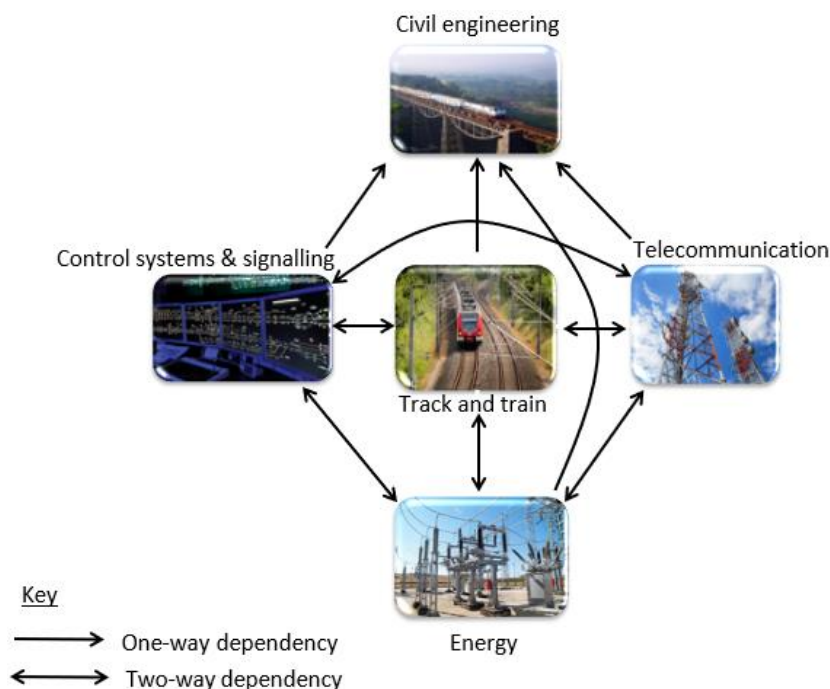 Civil engineering
Control systems & signalling
Telecommunication
Track and train
Energy
Key
One-way dependency
Two-way dependency